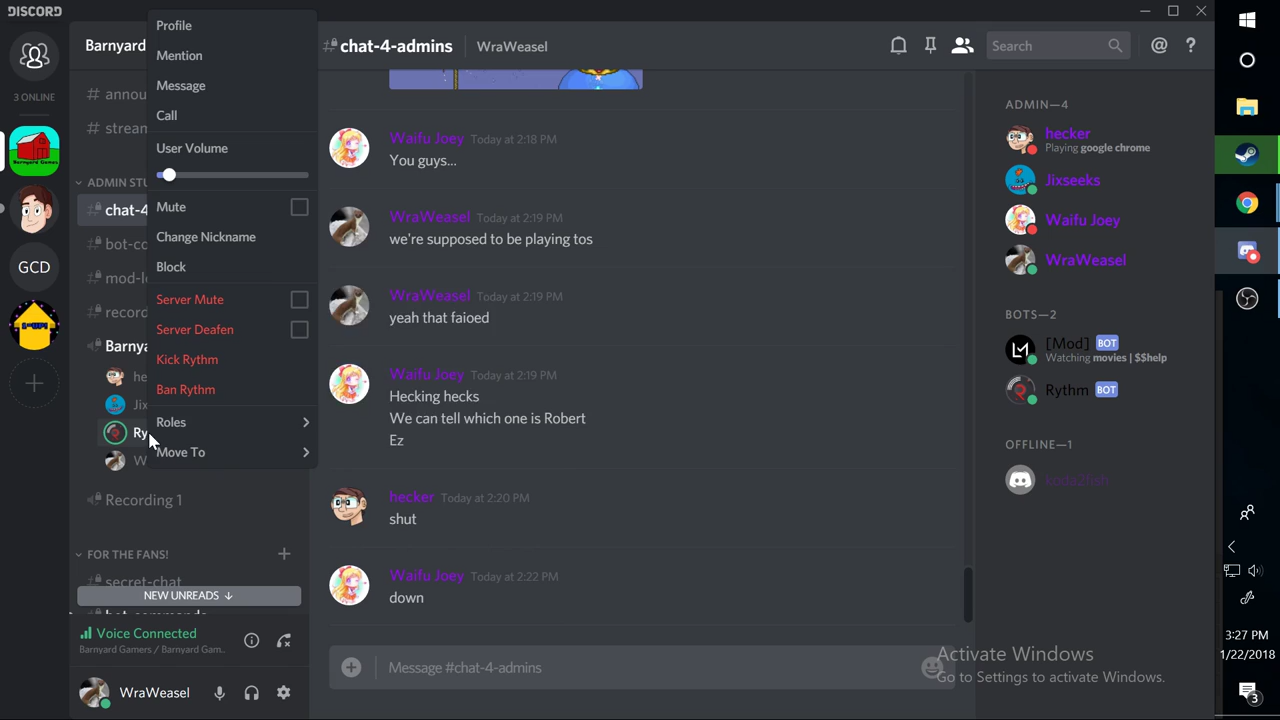 DISCORD
3 ONLINE
Barnyard Games
GCD
Barnyard
annou
stream
ADMIN STU
chat-4
bot-co
mod-l
record
Barny
he
Jix
Ry
W
Recording 1
FOR THE FANS!
secret-chat
NEW UNREADS ↓
bot-commands
Voice Connected
Barnyard Gamers / Barnyard Gam..
WraWeasel
Profile
Mention
Message
Call
User Volume
Mute
Change Nickname
Block
Server Mute
Server Deafen
Kick Rythm
Ban Rythm
Roles
Move To
chat-4-admins WraWeasel
Search
Waifu Joey Today at 2:18 PM
You guys...
WraWeasel Today at 2:19 PM
we're supposed to be playing tos
WraWeasel Today at 2:19 PM
yeah that faioed
Waifu Joey Today at 2:19 PM
Hecking hecks
We can tell which one is Robert
Ez
hecker Today at 2:20 PM
shut
Waifu Joey Today at 2:22 PM
down
Message #chat-4-admins
ADMIN—4
hecker
Playing google chrome
Jixseeks
Waifu Joey
WraWeasel
BOTS—2
[Mod] BOT
Watching movies | $$help
Rythm BOT
OFFLINE—1
Activate Windows
Go to Settings to activate Windows.
3:27 PM
1/22/2018
3